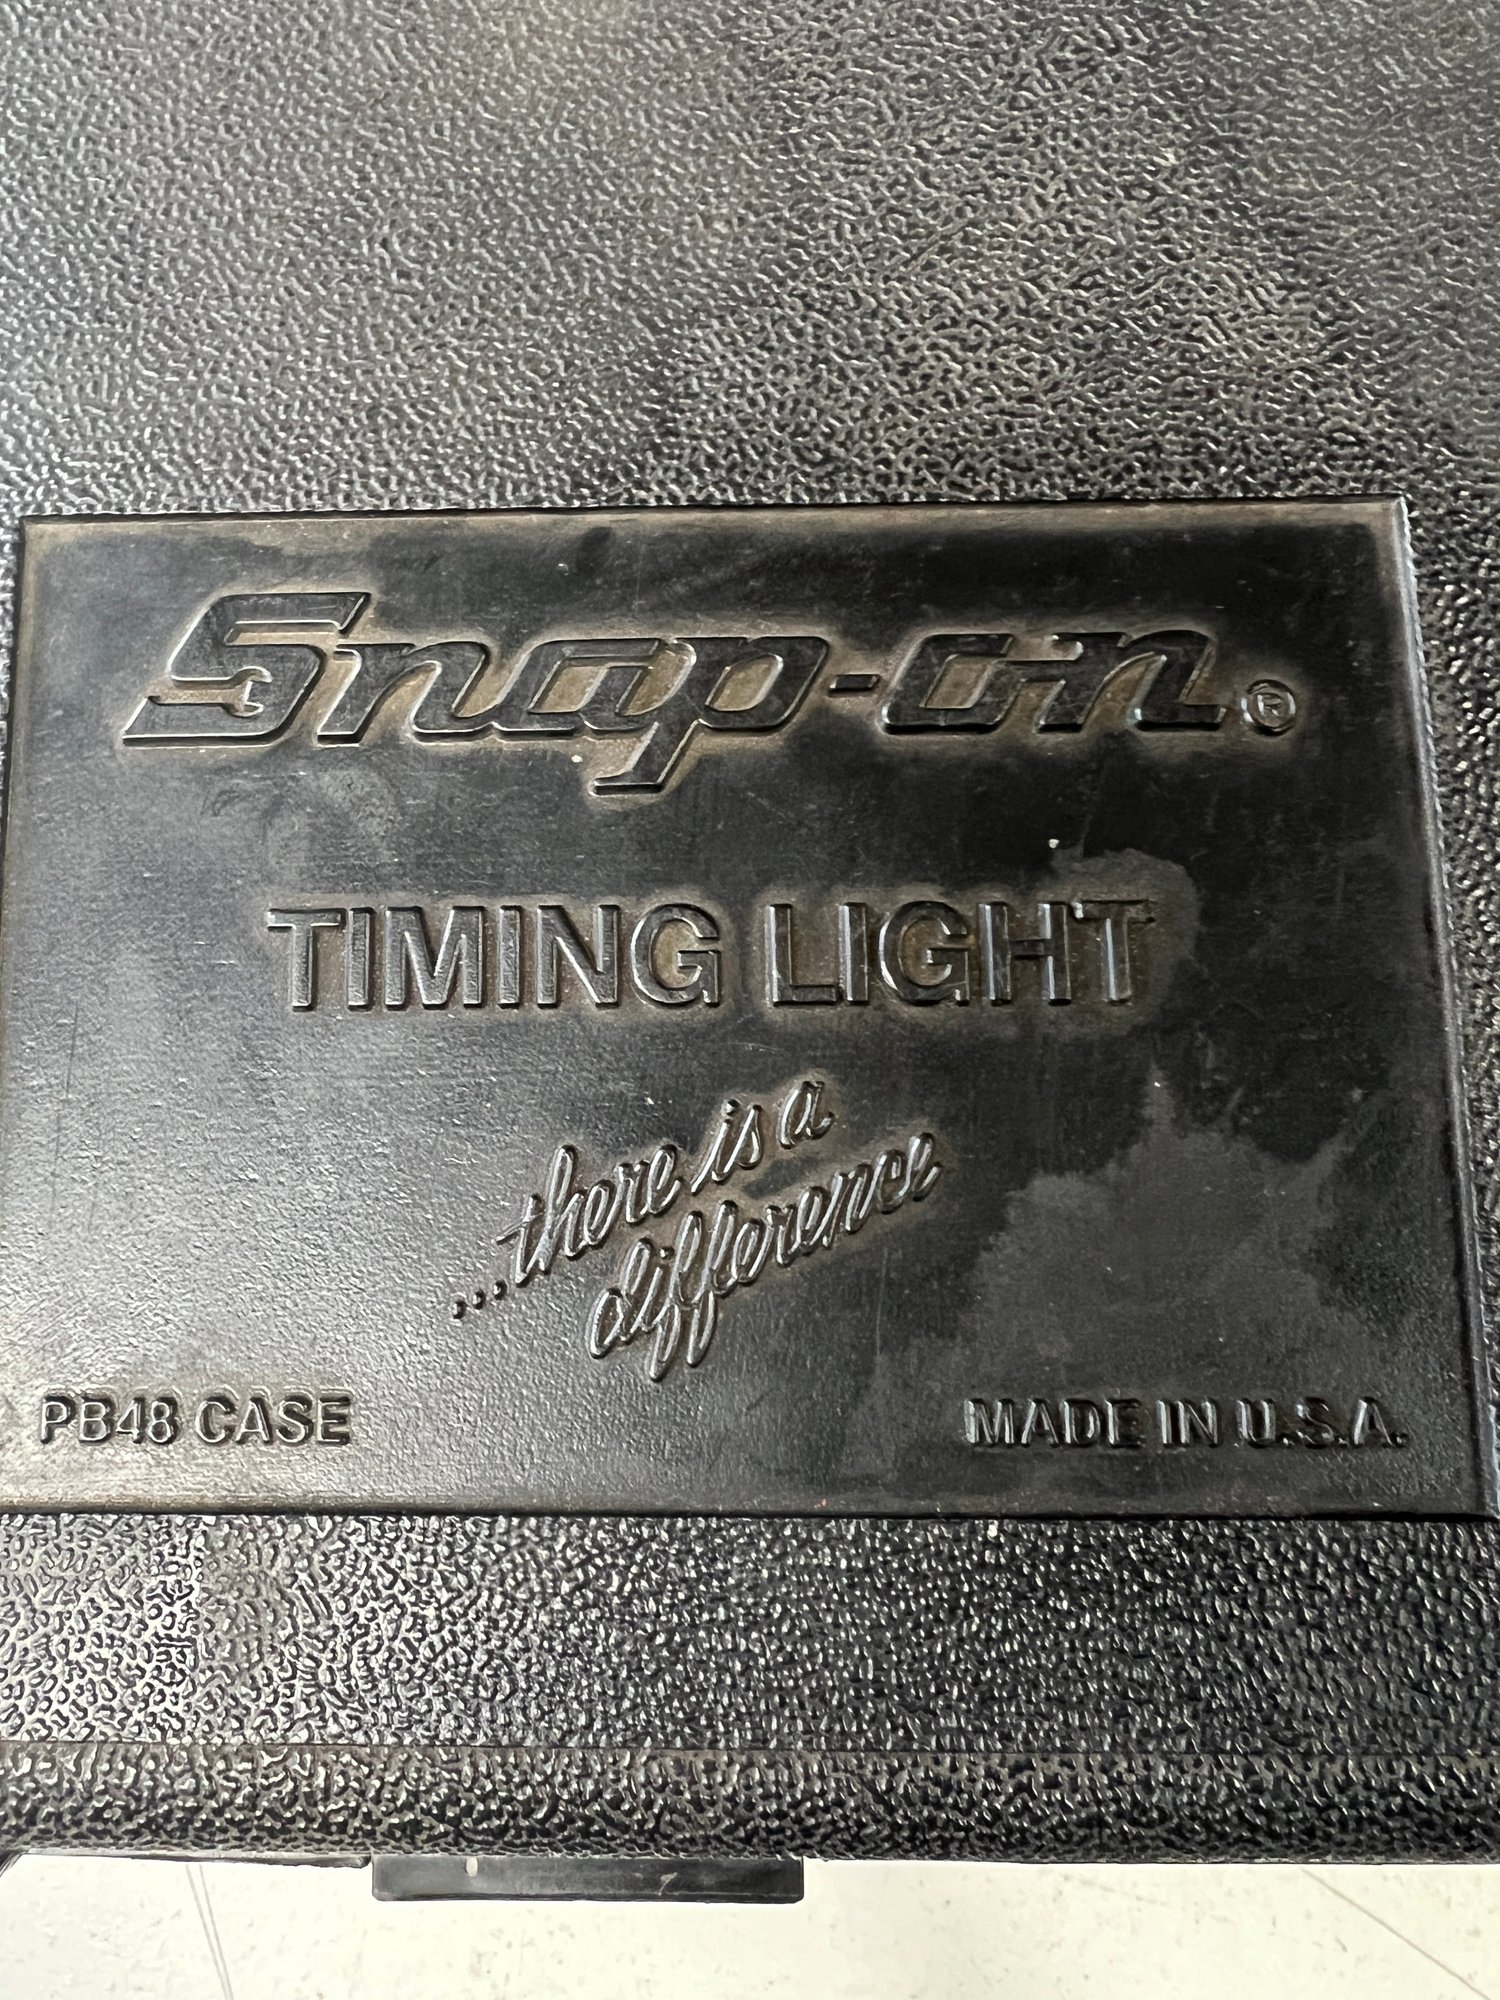 Snap-on®
TIMING LIGHT
...there is a
difference
PB48 CASE
MADE IN U.S.A.